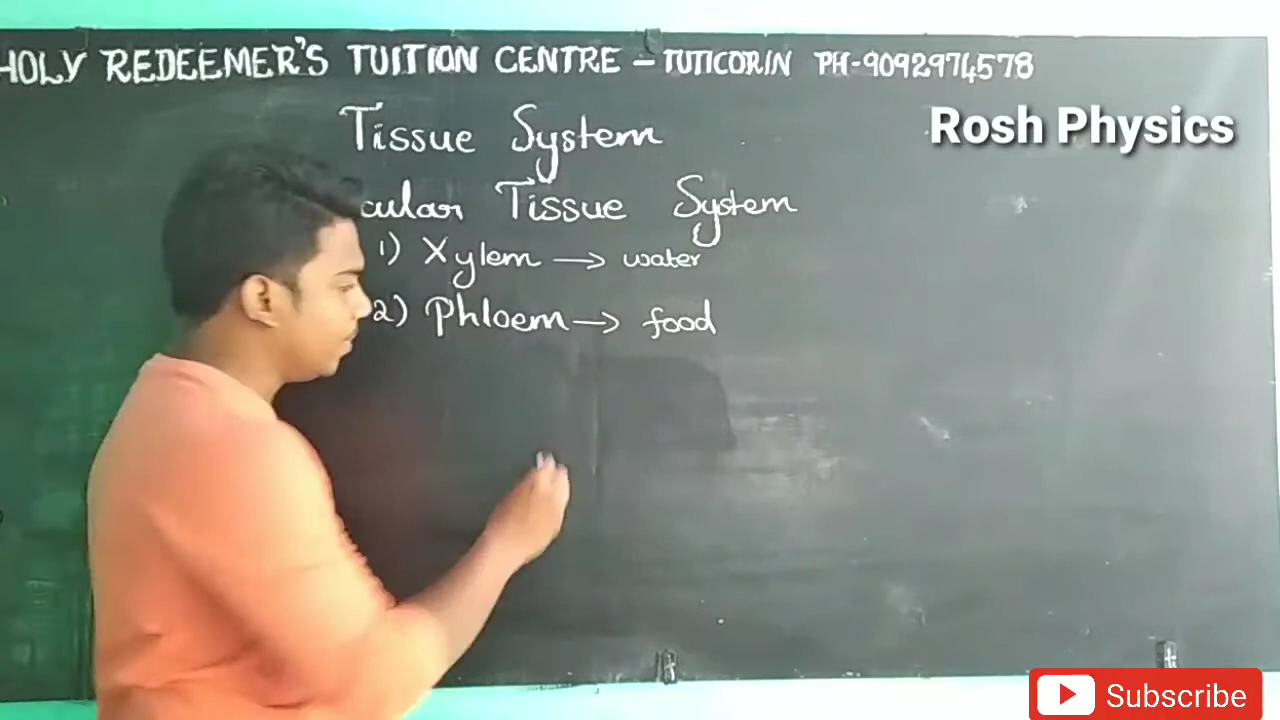 HOLY REDEEMER'S TUITION CENTRE - TUTICORIN PH-9092974578
Rosh Physics
Tissue System
cular Tissue System
1) Xylem → water
2) Phloem → food
Subscribe